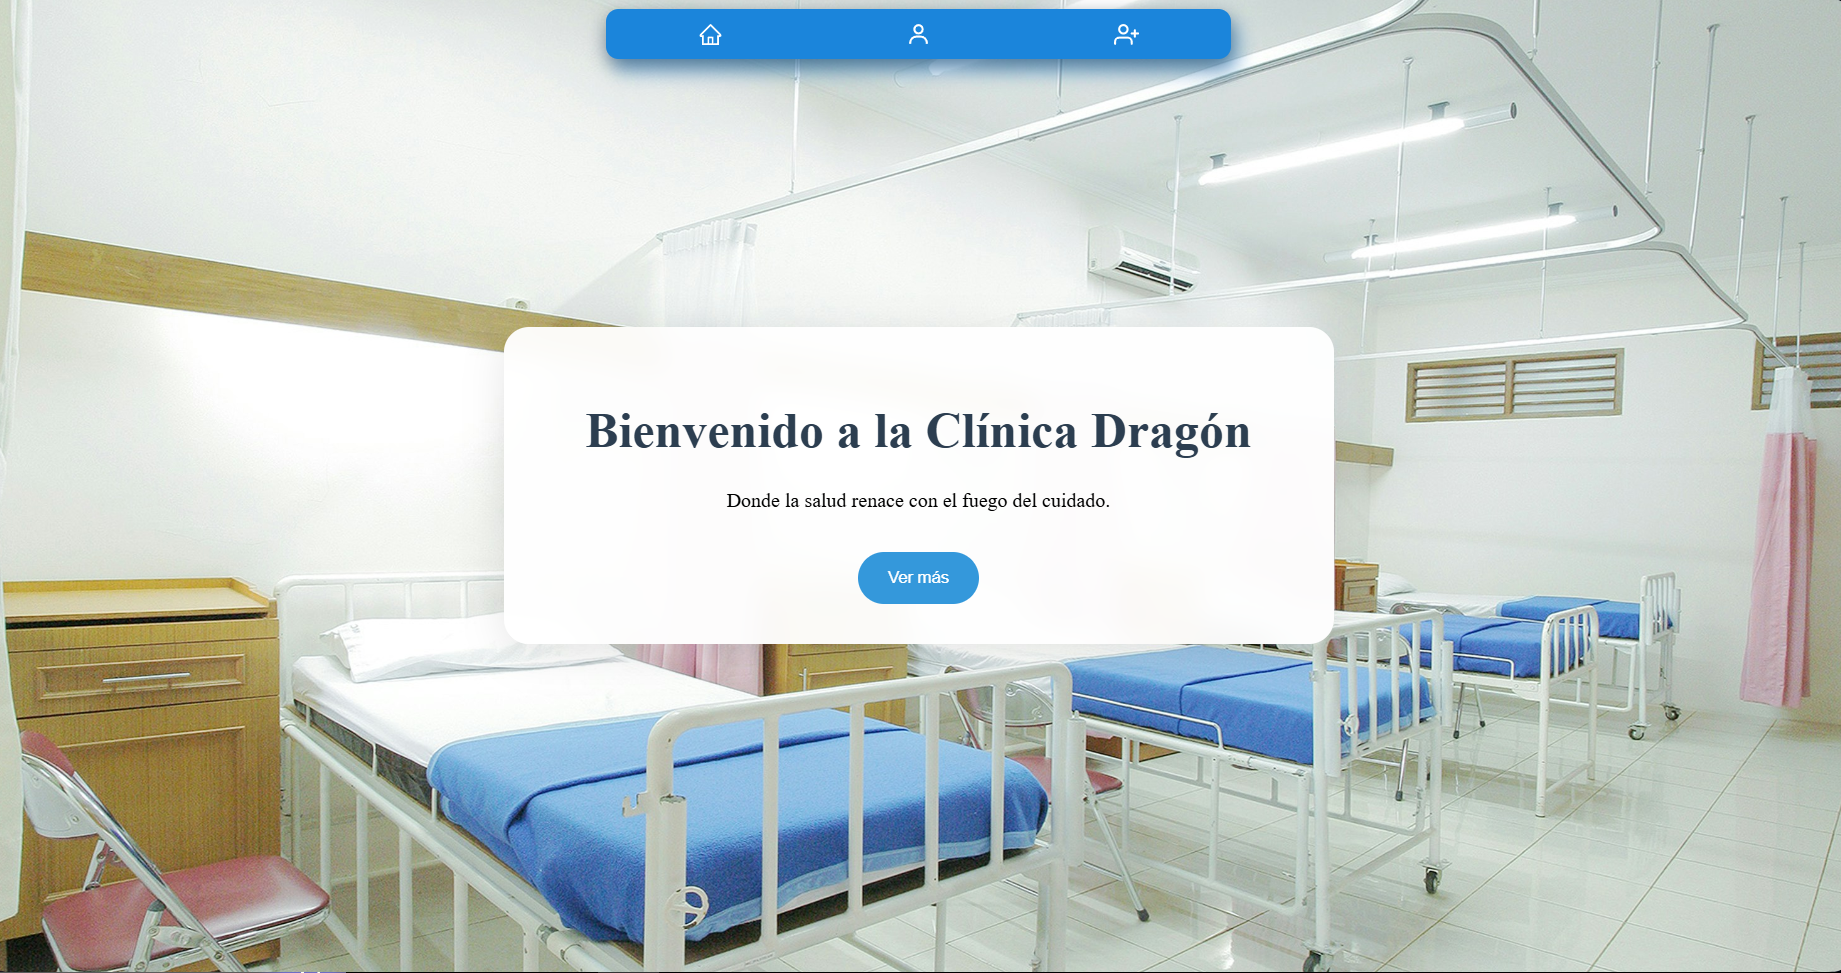 Bienvenido a la Clínica Dragón
Donde la salud renace con el fuego del cuidado.
Ver más